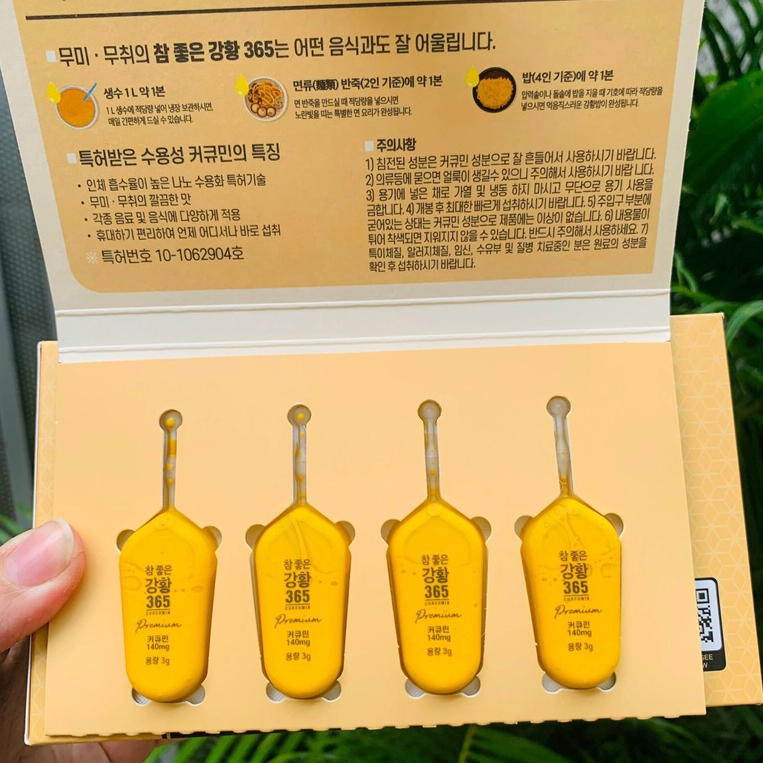 ■ 무미·무취의 참 좋은 강황 365는 어떤 음식과도 잘 어울립니다.
생수 1L 약 1본
1L 생수에 적당량 넣어 냉장 보관하시면,
매일 간편하게 드실 수 있습니다.
면류(麵類) 반죽(2인 기준)에 약 1본
면 반죽을 만드실 때 적당량을 넣으시면
노란빛을 띠는 특별한 면 요리가 완성됩니다.
밥(4인 기준)에 약 1본
압력솥이나 돌솥에 밥을 지을 때 기호에 따라 적당량을
넣으시면 먹음직스러운 강황밥이 완성됩니다.
■ 특허받은 수용성 커큐민의 특징
• 인체 흡수율이 높은 나노 수용화 특허기술
• 무미·무취의 깔끔한 맛
• 각종 음료 및 음식에 다양하게 적용
• 휴대하기 편리하여 언제 어디서나 바로 섭취
※ 특허번호 10-1062904호
■ 주의사항
1) 침전된 성분은 커큐민 성분으로 잘 흔들어서 사용하시기 바랍니다.
2) 의류등에 묻으면 얼룩이 생길수 있으니 주의해서 사용하시기 바랍니다.
3) 용기에 넣은 채로 가열 및 냉동 하지 마시고 무단으로 용기 사용을
금합니다. 4) 개봉 후 최대한 빠르게 섭취하시기 바랍니다. 5) 주입구 부분에
굳어있는 상태는 커큐민 성분으로 제품에는 이상이 없습니다. 6) 내용물이
튀어 착색되면 지워지지 않을 수 있습니다. 반드시 주의해서 사용하세요. 7)
특이체질, 알러지체질, 임신, 수유부 및 질병 치료중인 분은 원료의 성분을
확인 후 섭취하시기 바랍니다.
참 좋은
강황
365
CURCUMIN
Premium
커큐민
140mg
용량 3g
참 좋은
강황
365
CURCUMIN
Premium
커큐민
140mg
용량 3g
참 좋은
강황
365
CURCUMIN
Premium
커큐민
140mg
용량 3g
참 좋은
강황
365
CURCUMIN
Premium
커큐민
140mg
용량 3g